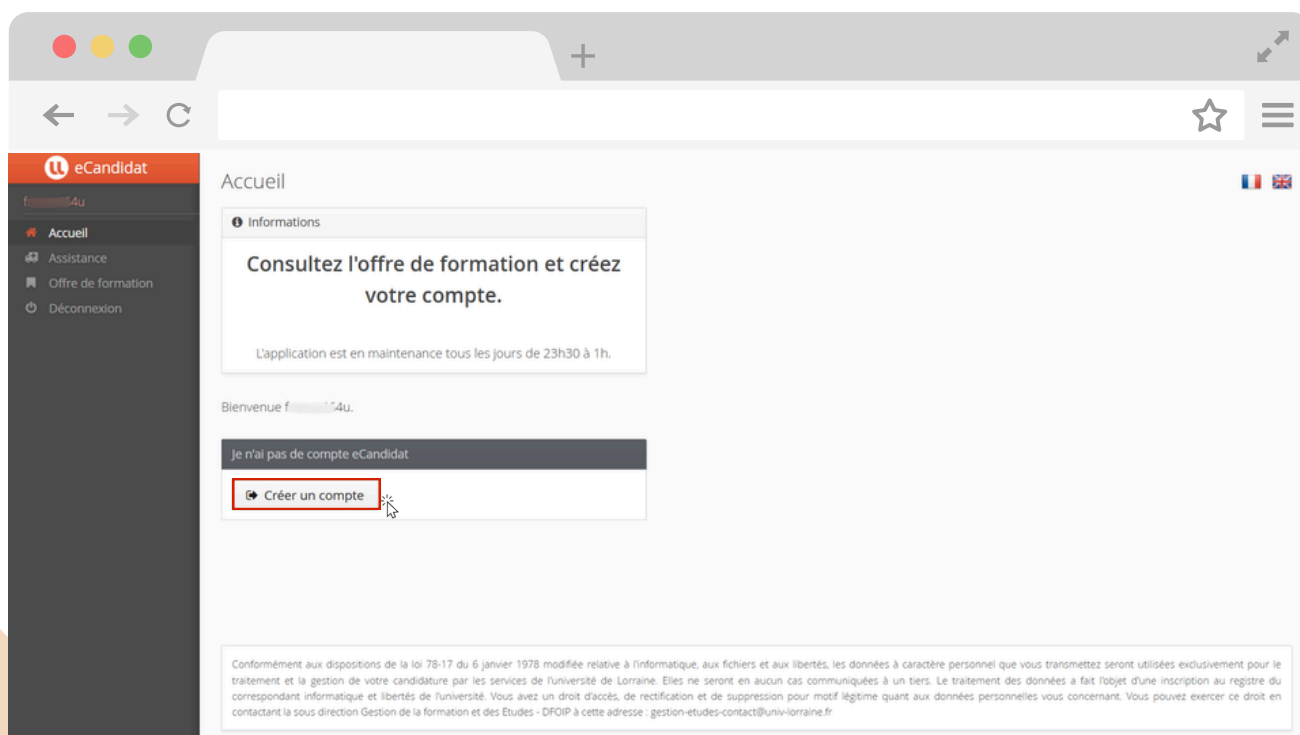 eCandidat
Accueil
Assistance
Offre de formation
Déconnexion
Accueil
Informations
Consultez l'offre de formation et créez
votre compte.
L'application est en maintenance tous les jours de 23h30 à 1h.
Bienvenue f 4u.
Je n'ai pas de compte eCandidat
Créer un compte
Conformément aux dispositions de la loi 78-17 du 6 janvier 1978 modifiée relative à l'informatique, aux fichiers et aux libertés, les données à caractère personnel que vous transmettez seront utilisées exclusivement pour le
traitement et la gestion de votre candidature par les services de l'université de Lorraine. Elles ne seront en aucun cas communiquées à un tiers. Le traitement des données a fait l'objet d'une inscription au registre du
correspondant informatique et libertés de l'université. Vous avez un droit d'accès, de rectification et de suppression pour motif légitime quant aux données personnelles vous concernant. Vous pouvez exercer ce droit en
contactant la sous direction Gestion de la formation et des Etudes - DFOIP à cette adresse : gestion-etudes-contact@univ-lorraine.fr